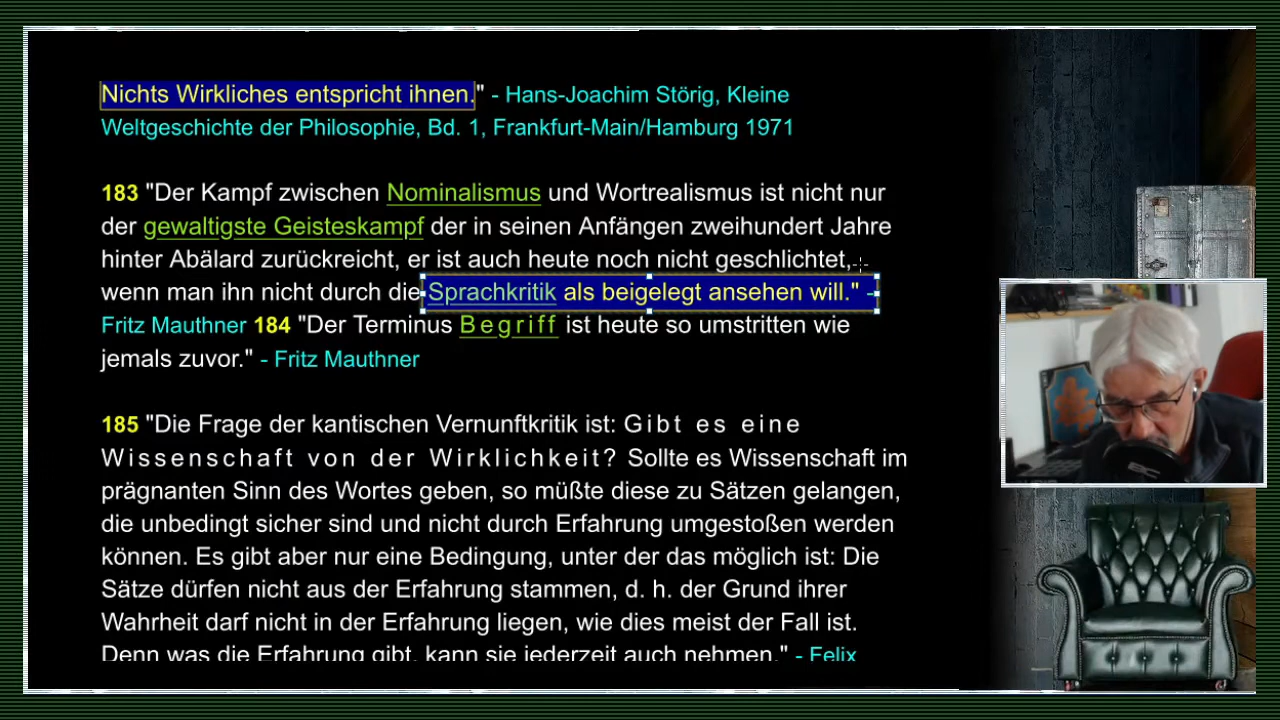 Nichts Wirkliches entspricht ihnen." - Hans-Joachim Störig, Kleine
Weltgeschichte der Philosophie, Bd. 1, Frankfurt-Main/Hamburg 1971
183 "Der Kampf zwischen Nominalismus und Wortrealismus ist nicht nur
der gewaltigste Geisteskampf der in seinen Anfängen zweihundert Jahre
hinter Abälard zurückreicht, er ist auch heute noch nicht geschlichtet,
wenn man ihn nicht durch die Sprachkritik als beigelegt ansehen will." -
Fritz Mauthner 184 "Der Terminus Begriff ist heute so umstritten wie
jemals zuvor." - Fritz Mauthner
185 "Die Frage der kantischen Vernunftkritik ist: Gibt es eine
Wissenschaft von der Wirklichkeit? Sollte es Wissenschaft im
prägnanten Sinn des Wortes geben, so müßte diese zu Sätzen gelangen,
die unbedingt sicher sind und nicht durch Erfahrung umgestoßen werden
können. Es gibt aber nur eine Bedingung, unter der das möglich ist: Die
Sätze dürfen nicht aus der Erfahrung stammen, d. h. der Grund ihrer
Wahrheit darf nicht in der Erfahrung liegen, wie dies meist der Fall ist.
Denn was die Erfahrung gibt, kann sie jederzeit auch nehmen." - Felix